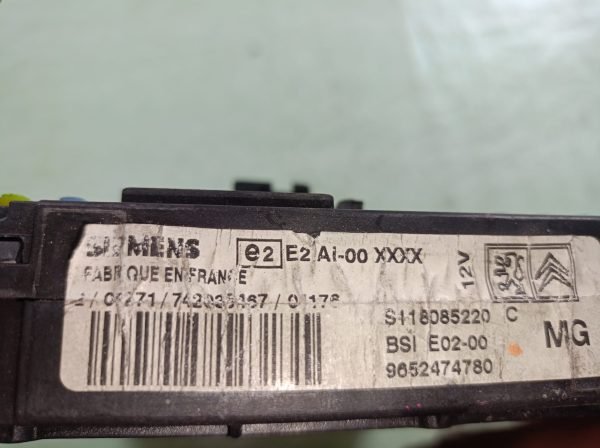 SIEMENS e2 E2 Ai-00 XXXX
FABRIQUE EN FRANCE
12V
S118085220 C
BSI E02-00 MG
9652474780